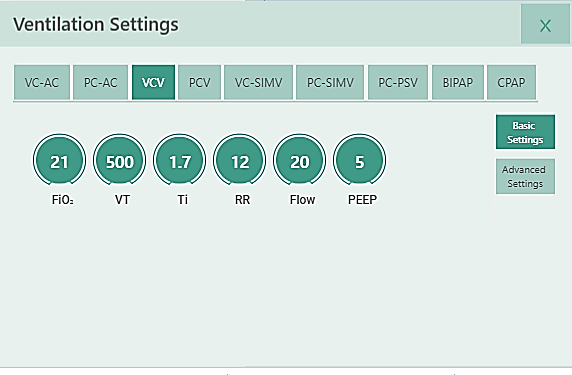 Ventilation Settings
X
VC-AC PC-AC VCV PCV VC-SIMV PC-SIMV PC-PSV BIPAP CPAP
Basic
Settings
21 500 1.7 12 20 5
Advanced
Settings
FiO₂ VT Ti RR Flow PEEP